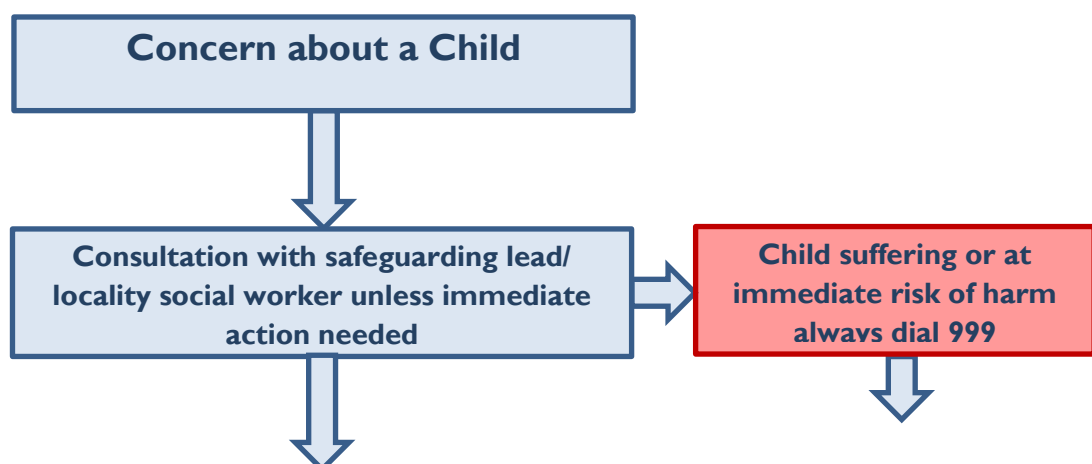 Concern about a Child
Consultation with safeguarding lead/
locality social worker unless immediate
action needed
Child suffering or at
immediate risk of harm
always dial 999